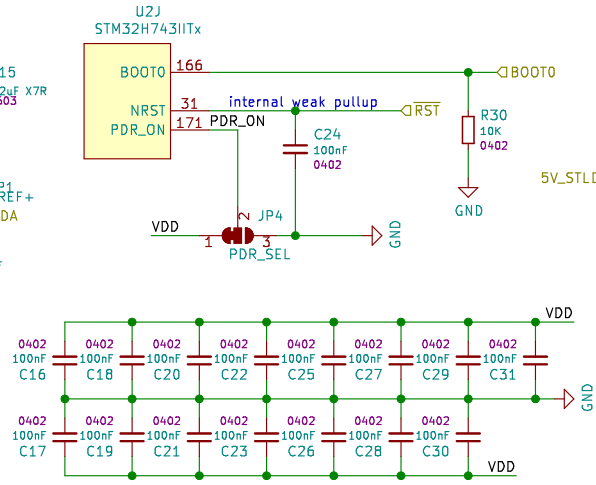 U2J
STM32H743IITx
BOOT0
166
BOOT0
15
2uF X7R
603
NRST
31
internal weak pullup
RST
PDR_ON
171
PDR_ON
C24
100nF
0402
R30
10K
0402
P1
REF+
DA
5V_STLD
GND
VDD
1
2
JP4
3
PDR_SEL
GND
VDD
0402 0402 0402 0402 0402 0402 0402 0402
100nF 100nF 100nF 100nF 100nF 100nF 100nF 100nF
C16 C18 C20 C22 C25 C27 C29 C31
GND
0402 0402 0402 0402 0402 0402 0402
100nF 100nF 100nF 100nF 100nF 100nF 100nF
C17 C19 C21 C23 C26 C28 C30
VDD